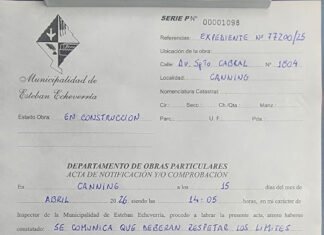 SERIE P Nº 00001098
Referencias: EXPEDIENTE Nº 77200/25
Ubicación de la obra:
Calle: Av. Sgto CABRAL Nº 1804
Localidad: CANNING
Nomenclatura Catastral:
Circ.: Secc.: Ch./Qta.: Manz.
Parc.: U. F.:
Municipalidad de
Esteban Echeverría
Estado Obra: EN CONSTRUCCION
DEPARTAMENTO DE OBRAS PARTICULARES
ACTA DE NOTIFICACIÓN Y/O COMPROBACIÓN
En CANNING a los 15 días del mes de
ABRIL de 2026 siendo las 14:05 horas, en mi carácter de
Inspector de la Municipalidad de Esteban Echeverría, procedo a labrar la presente acta, atento haberse
constatado: SE COMUNICA QUE DEBERAN RESPETAR LOS LIMITES